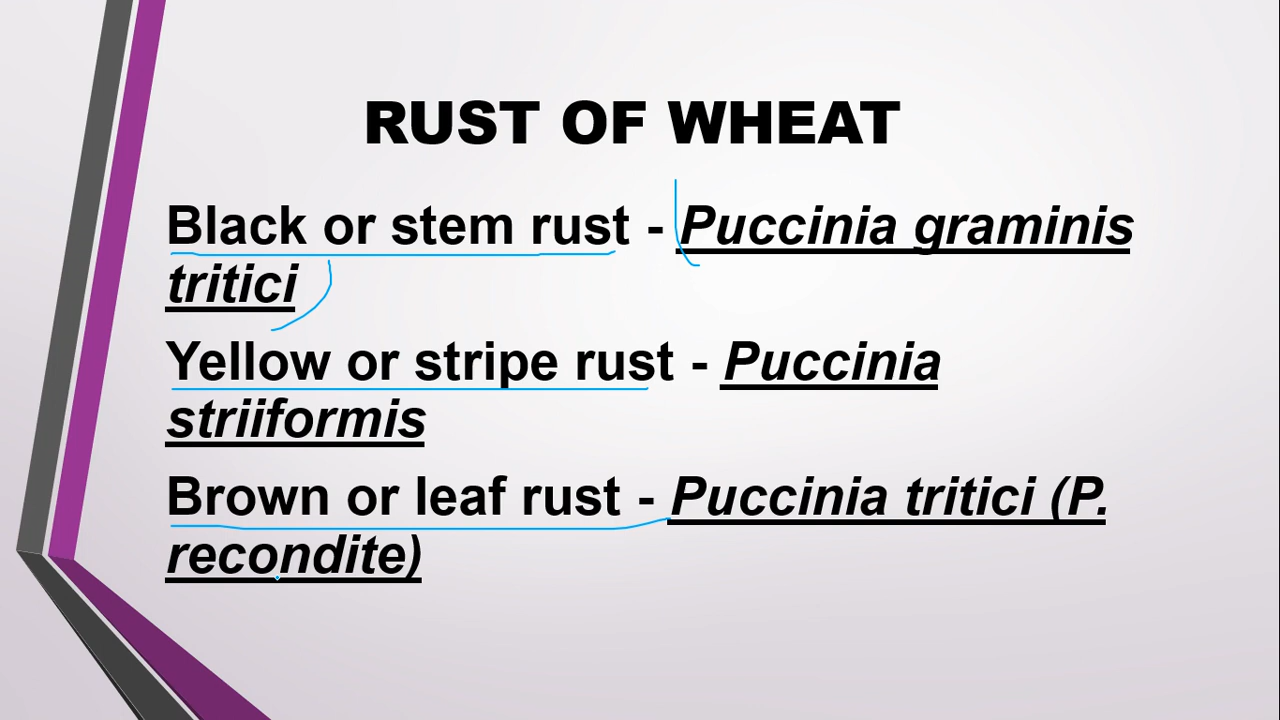 RUST OF WHEAT
Black or stem rust - Puccinia graminis
tritici
Yellow or stripe rust - Puccinia
striiformis
Brown or leaf rust - Puccinia tritici (P.
recondite)